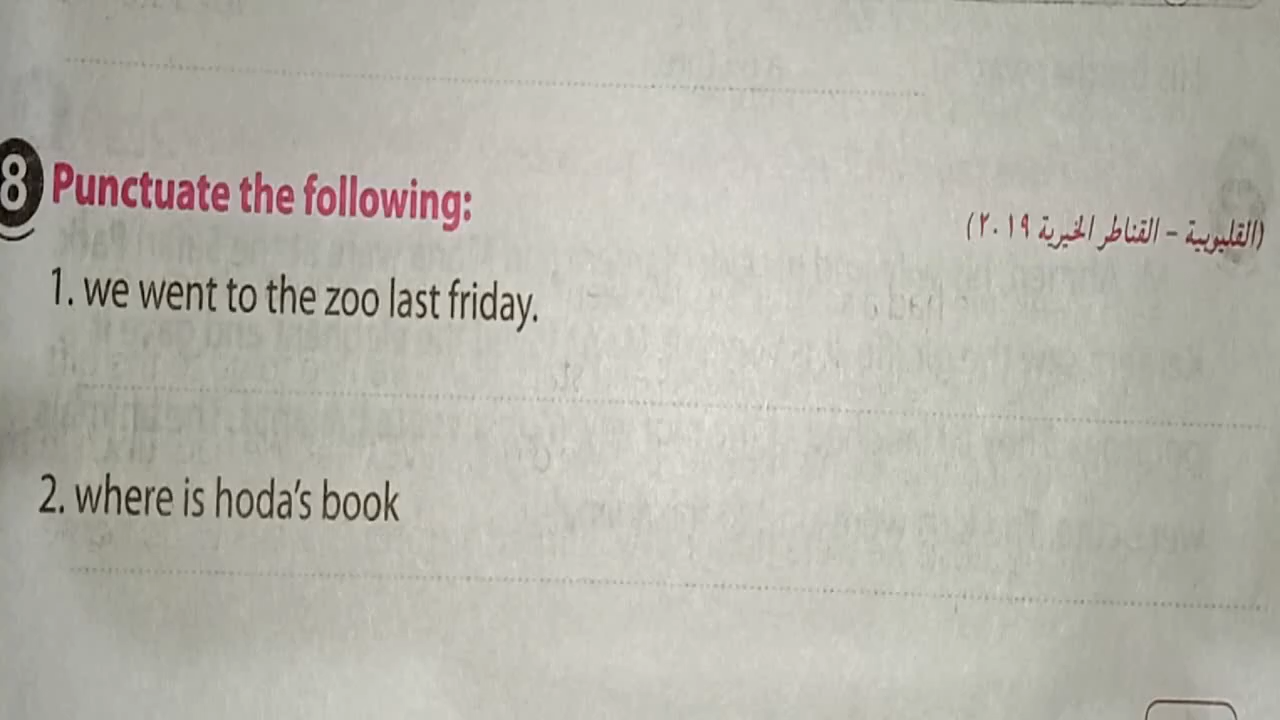 8 Punctuate the following:
(القليوبية - القناطر الخيرية ٢٠١٩)
1. we went to the zoo last friday.
2. where is hoda's book